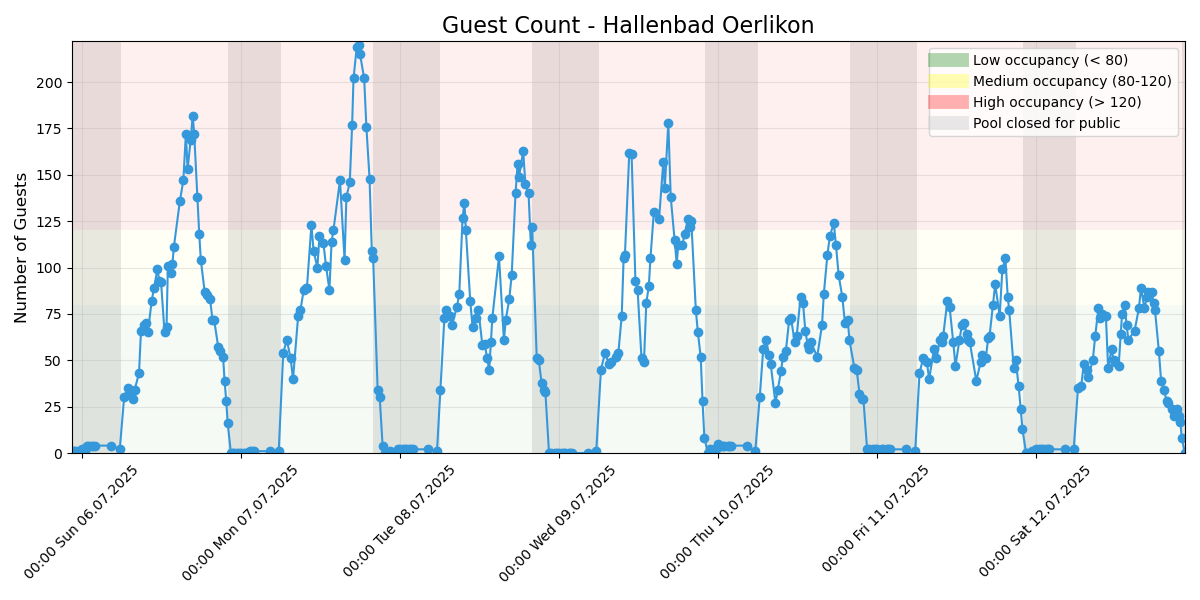 Guest Count - Hallenbad Oerlikon
Low occupancy (< 80)
Medium occupancy (80-120)
High occupancy (> 120)
Pool closed for public
Number of Guests
200
175
150
125
100
75
50
25
0
00:00 Sun 06.07.2025
00:00 Mon 07.07.2025
00:00 Tue 08.07.2025
00:00 Wed 09.07.2025
00:00 Thu 10.07.2025
00:00 Fri 11.07.2025
00:00 Sat 12.07.2025